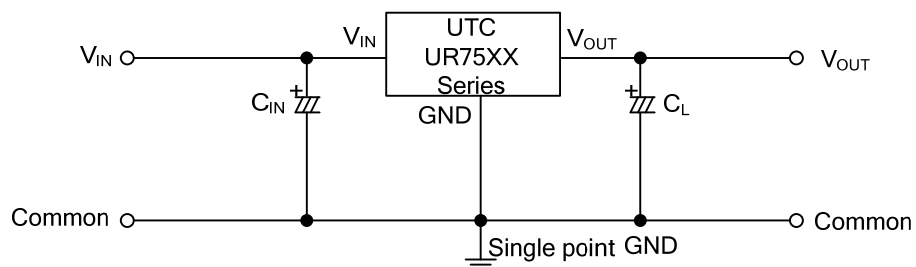 UTC
UR75XX
Series
V_IN
V_IN
V_OUT
V_OUT
+
C_IN
GND
+
C_L
Common
Common
Single point GND